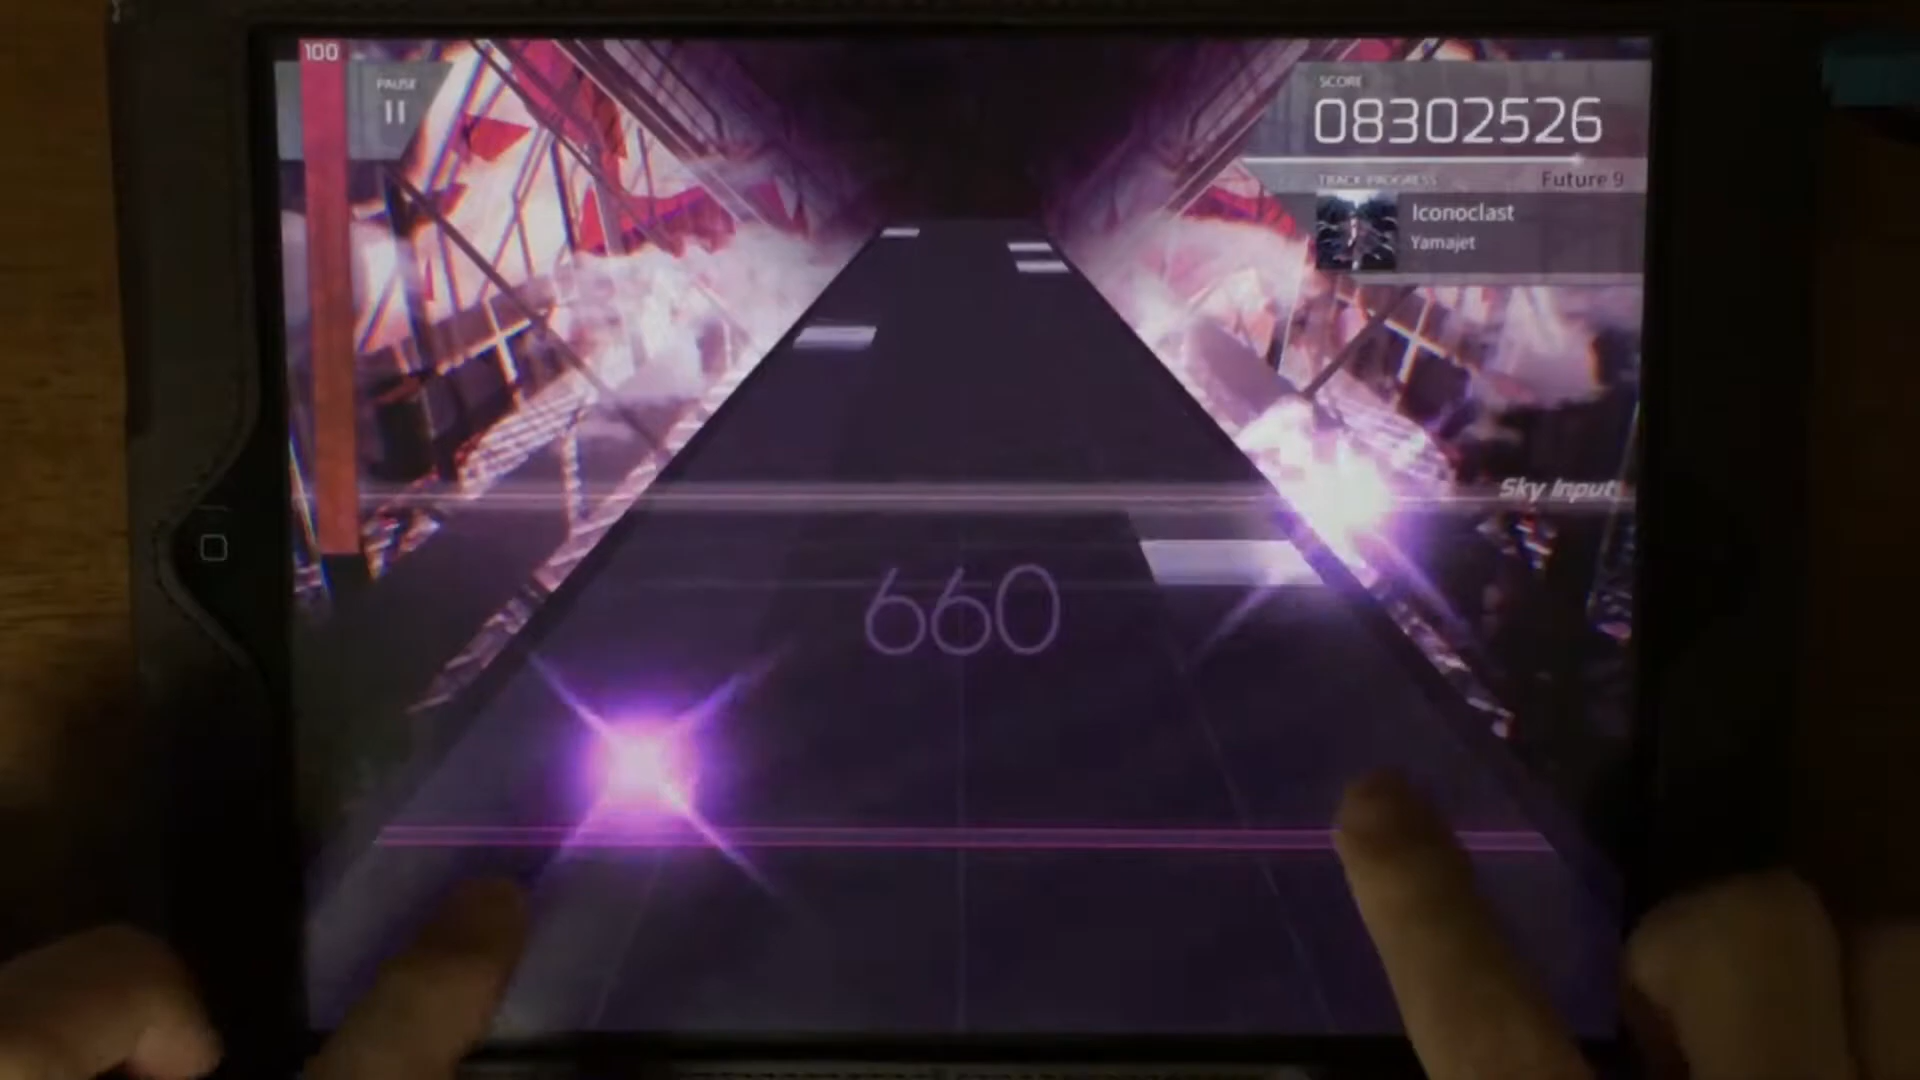 100
PAUSE
SCORE
08302526
TRACK PROGRESS
Future 9
Iconoclast
Yamajet
Sky Input
660